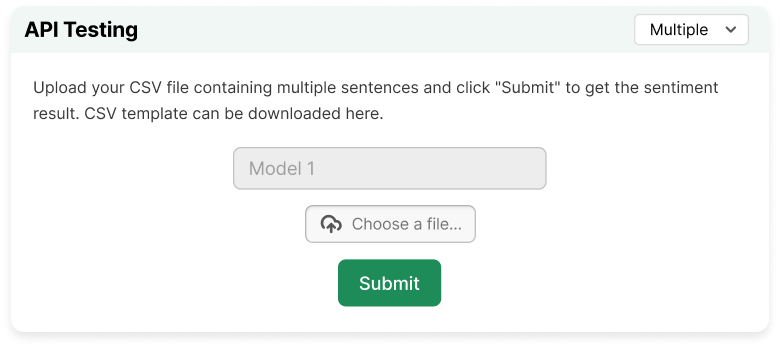 API Testing
Multiple
Upload your CSV file containing multiple sentences and click "Submit" to get the sentiment
result. CSV template can be downloaded here.
Model 1
Choose a file...
Submit